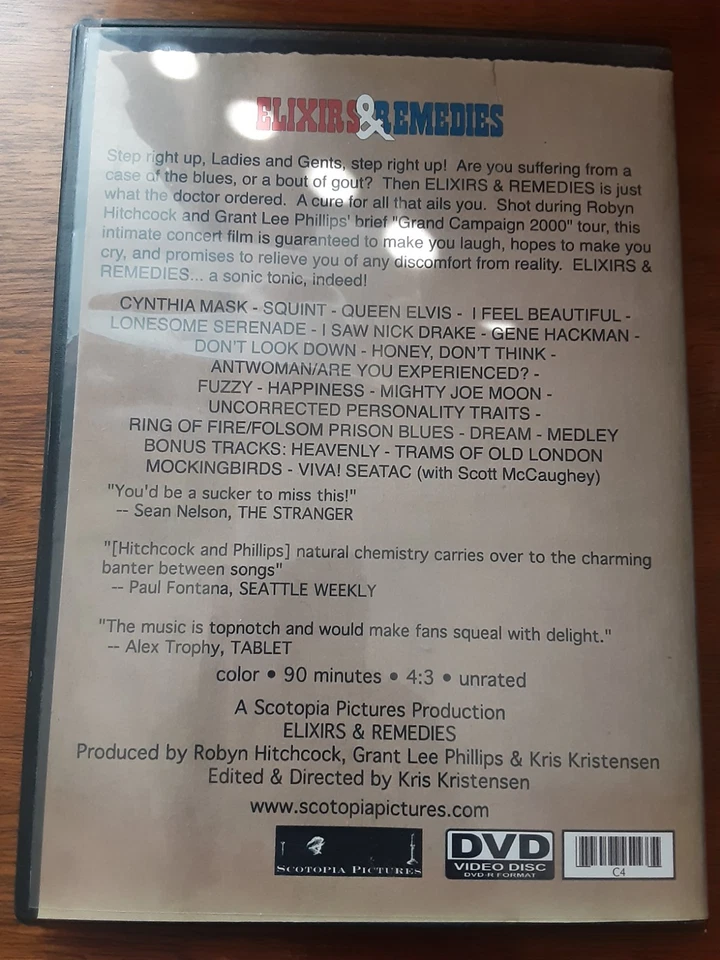 ELIXIRS & REMEDIES
Step right up, Ladies and Gents, step right up! Are you suffering from a
case of the blues, or a bout of gout? Then ELIXIRS & REMEDIES is just
what the doctor ordered. A cure for all that ails you. Shot during Robyn
Hitchcock and Grant Lee Phillips' brief "Grand Campaign 2000" tour, this
intimate concert film is guaranteed to make you laugh, hopes to make you
cry, and promises to relieve you of any discomfort from reality. ELIXIRS &
REMEDIES... a sonic tonic, indeed!
CYNTHIA MASK - SQUINT - QUEEN ELVIS - I FEEL BEAUTIFUL -
LONESOME SERENADE - I SAW NICK DRAKE - GENE HACKMAN -
DON'T LOOK DOWN - HONEY, DON'T THINK -
ANTWOMAN/ARE YOU EXPERIENCED? -
FUZZY - HAPPINESS - MIGHTY JOE MOON -
UNCORRECTED PERSONALITY TRAITS -
RING OF FIRE/FOLSOM PRISON BLUES - DREAM - MEDLEY
BONUS TRACKS: HEAVENLY - TRAMS OF OLD LONDON
MOCKINGBIRDS - VIVA! SEATAC (with Scott McCaughey)
"You'd be a sucker to miss this!"
-- Sean Nelson, THE STRANGER
"[Hitchcock and Phillips] natural chemistry carries over to the charming
banter between songs"
-- Paul Fontana, SEATTLE WEEKLY
"The music is topnotch and would make fans squeal with delight."
-- Alex Trophy, TABLET
color • 90 minutes • 4:3 • unrated
A Scotopia Pictures Production
ELIXIRS & REMEDIES
Produced by Robyn Hitchcock, Grant Lee Phillips & Kris Kristensen
Edited & Directed by Kris Kristensen
www.scotopiapictures.com
SCOTOPIA PICTURES
DVD
VIDEO DISC
DVD-R FORMAT
C4